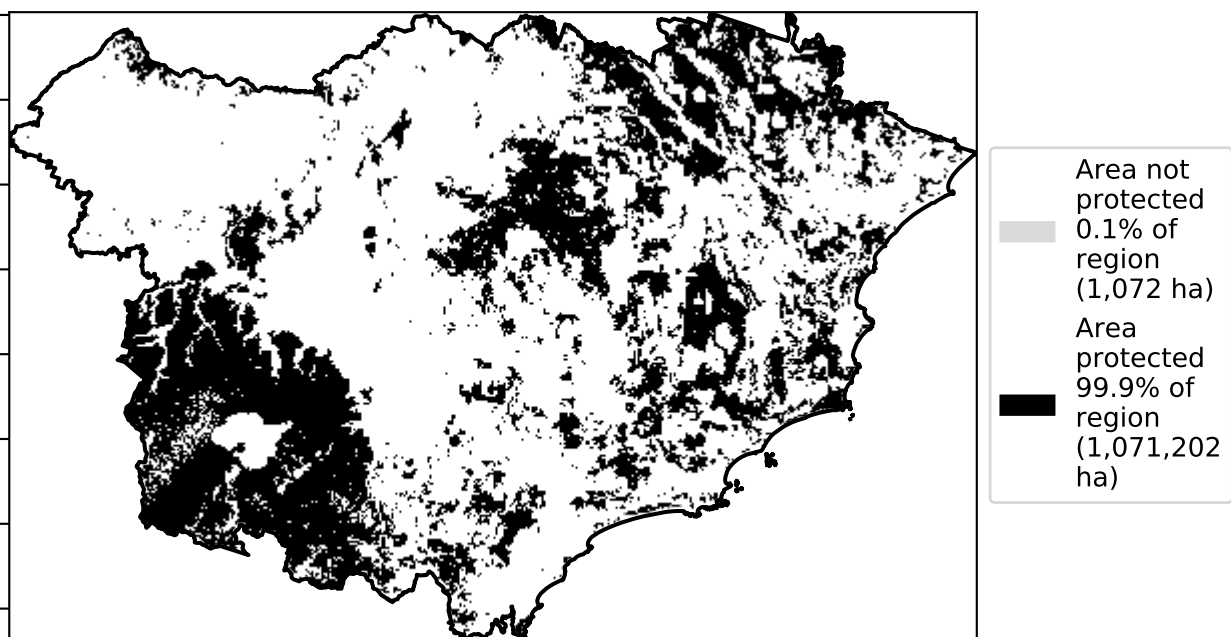 Area not
protected
0.1% of
region
(1,072 ha)
Area
protected
99.9% of
region
(1,071,202
ha)